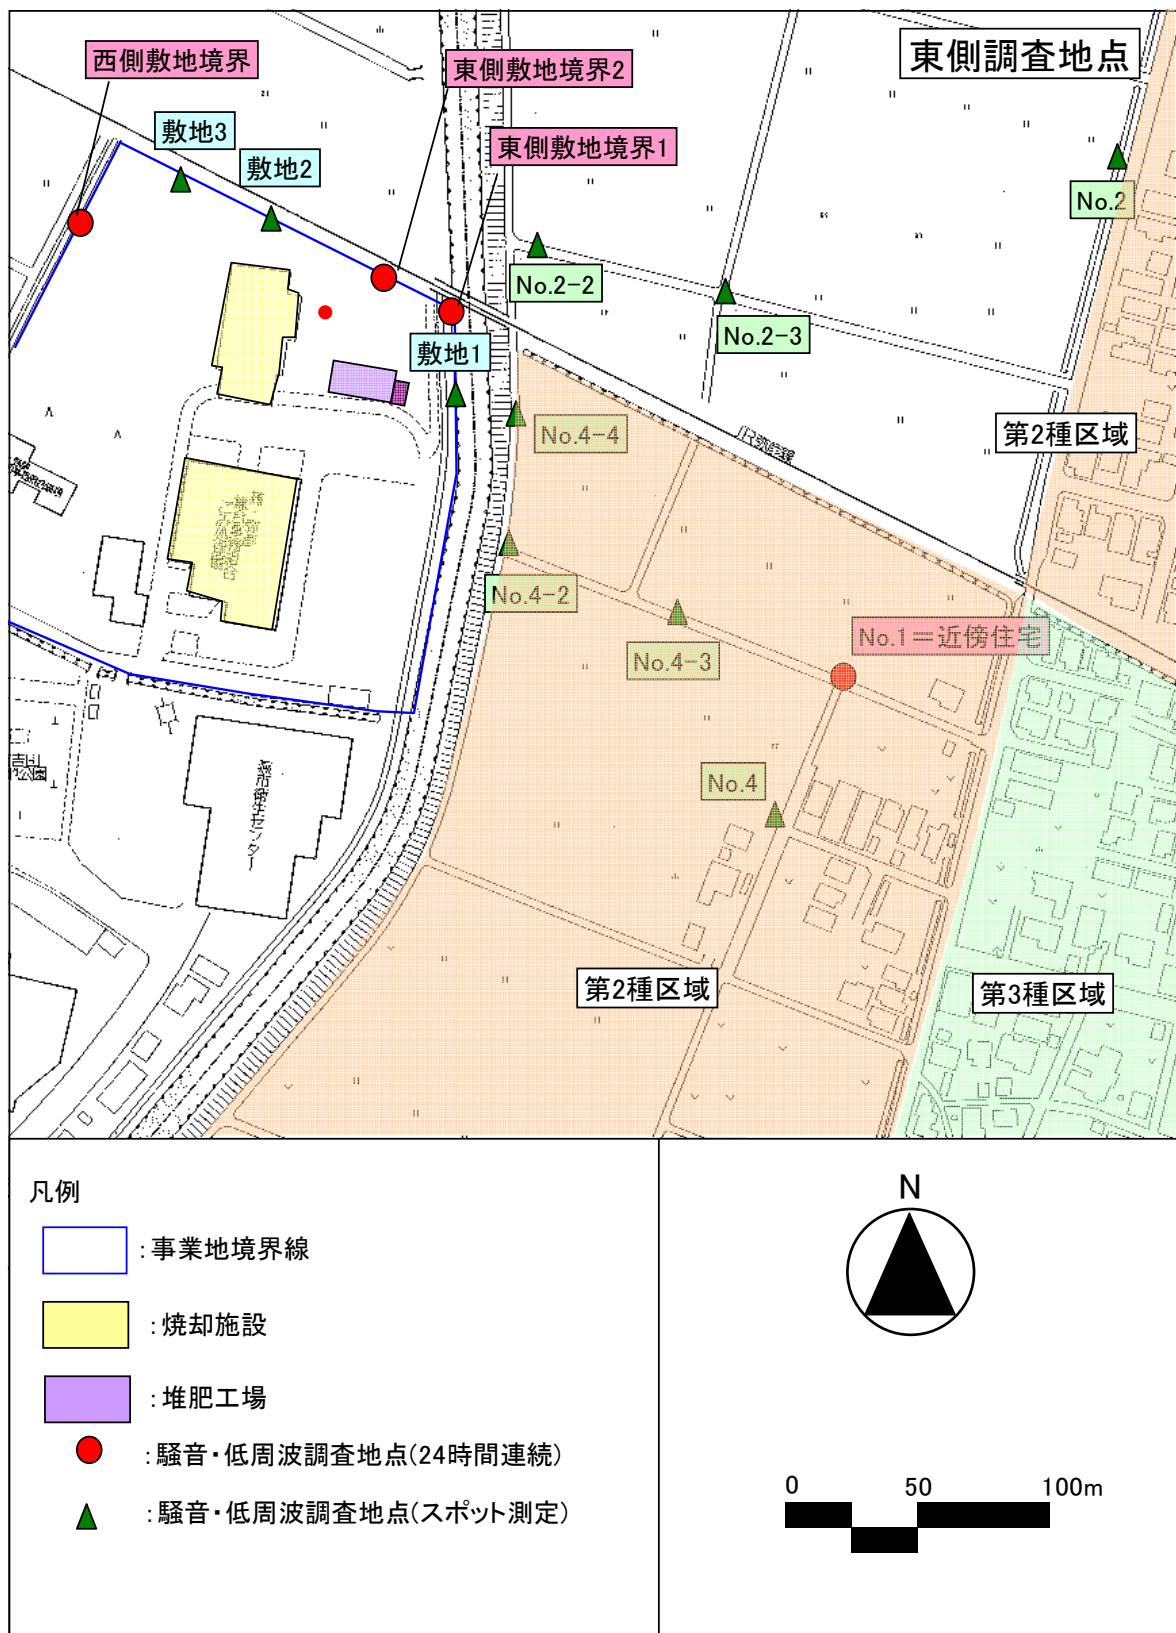 東側調査地点
西側敷地境界
東側敷地境界2
敷地3
敷地2
東側敷地境界1
No.2
No.2-2
No.2-3
敷地1
No.4-4
第2種区域
No.4-2
No.1=近傍住宅
No.4-3
No.4
第2種区域
第3種区域
凡例
:事業地境界線
:焼却施設
:堆肥工場
:騒音・低周波調査地点(24時間連続)
:騒音・低周波調査地点(スポット測定)
N
0 50 100m